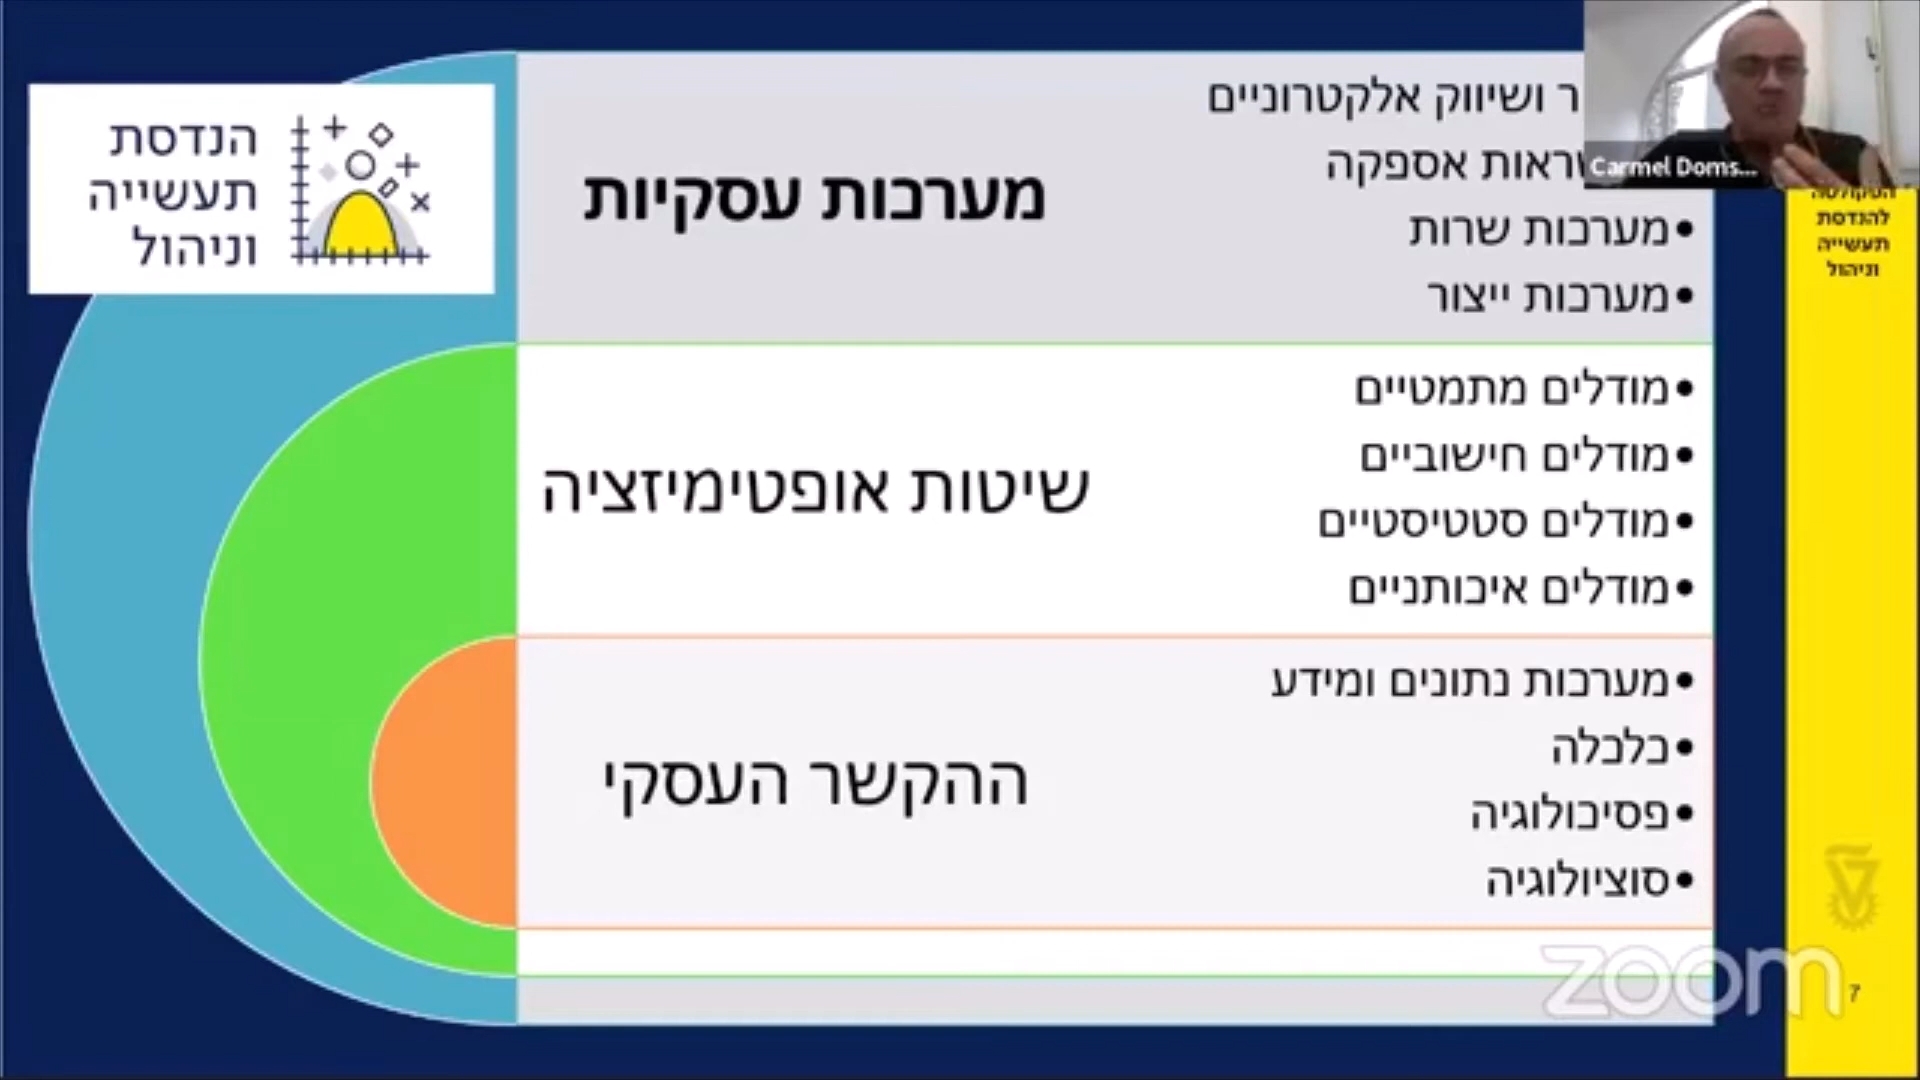 הנדסת
תעשייה
וניהול
מערכות עסקיות
ושיווק אלקטרוניים
אספקה
•מערכות שרות
•מערכות ייצור
שיטות אופטימיזציה
•מודלים מתמטיים
•מודלים חישוביים
•מודלים סטטיסטיים
•מודלים איכותניים
ההקשר העסקי
•מערכות נתונים ומידע
•כלכלה
•פסיכולוגיה
•סוציולוגיה
Carmel Doms...
הפקולטה
להנדסת
תעשייה
וניהול
zoom
7